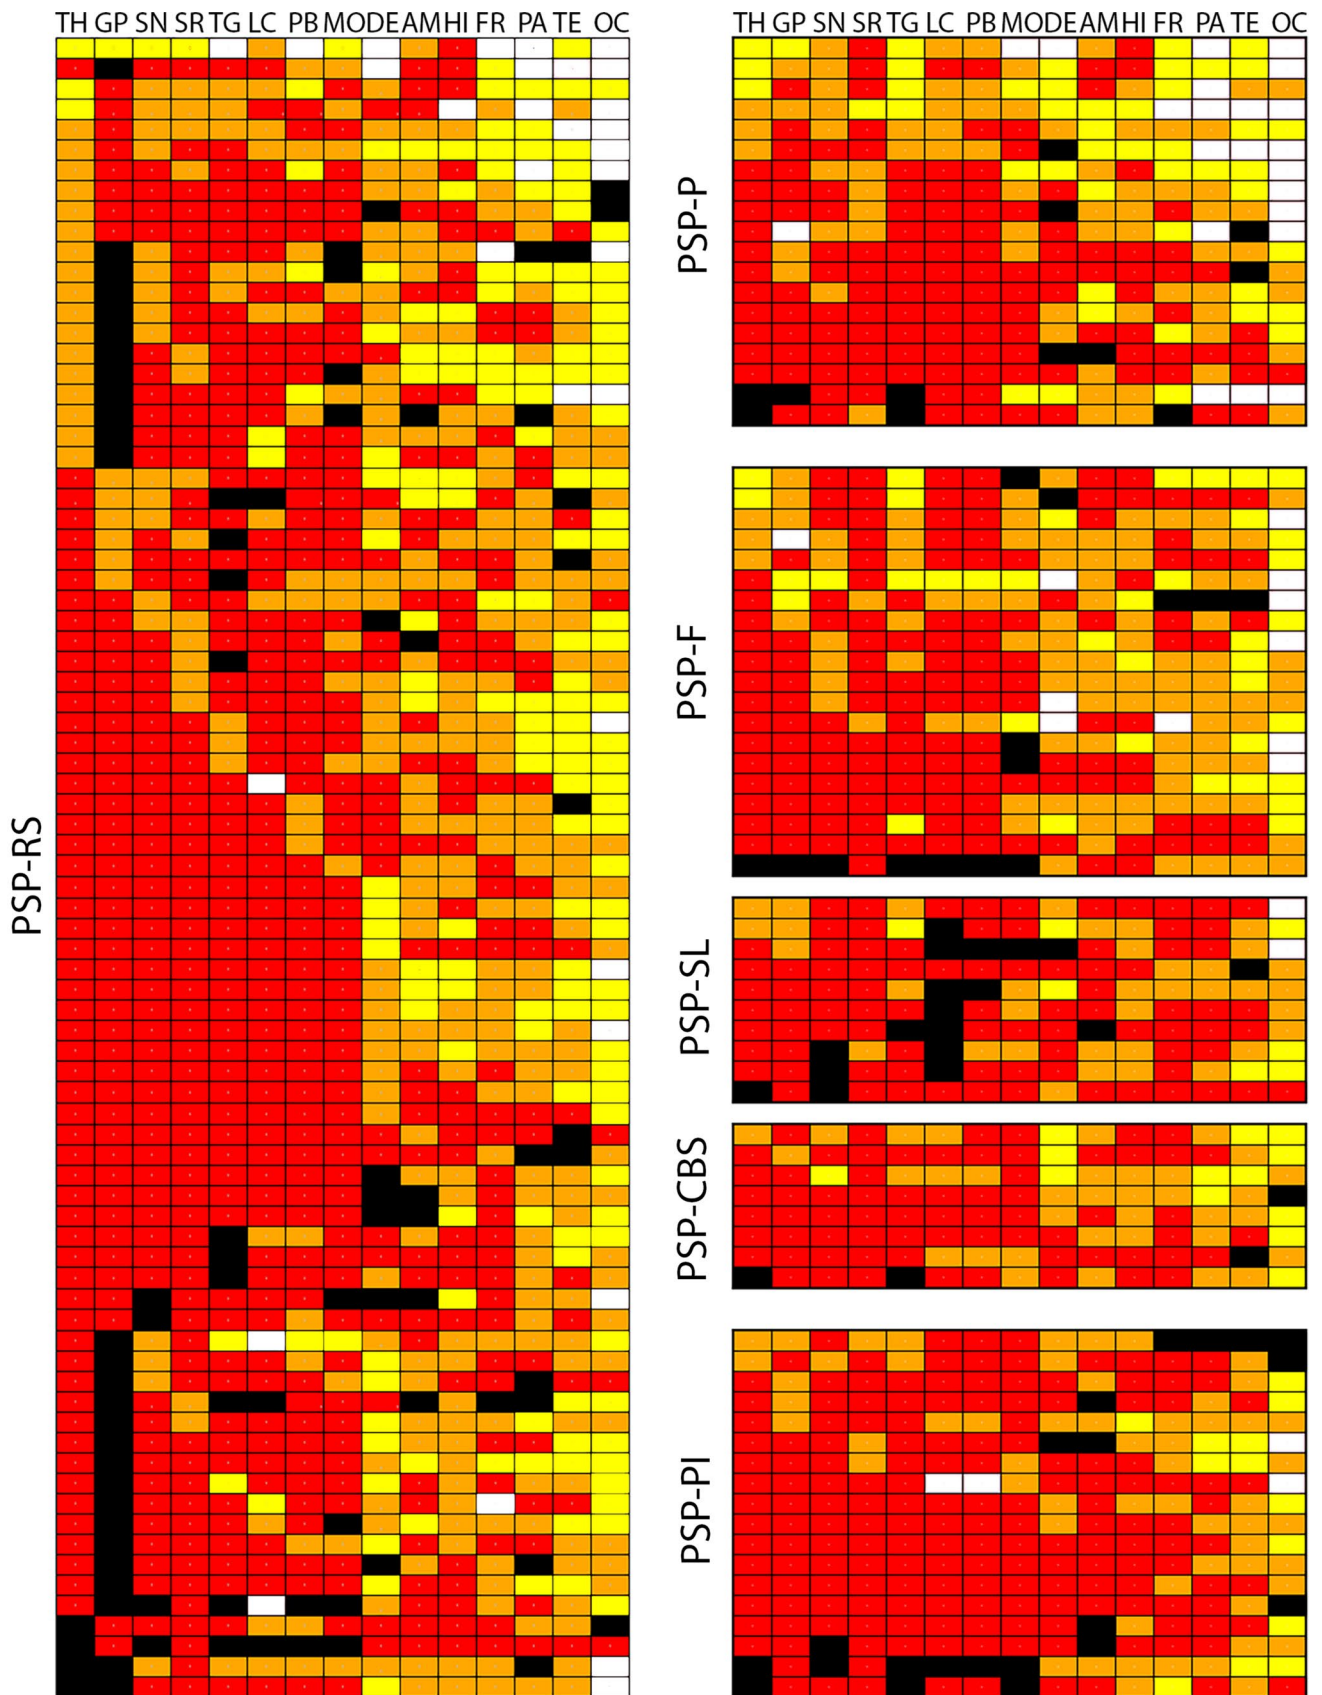 TH GP SN SR TG LC PB MO DE AM HI FR PA TE OC
PSP-RS
TH GP SN SR TG LC PB MO DE AM HI FR PA TE OC
PSP-P
PSP-F
PSP-SL
PSP-CBS
PSP-PI